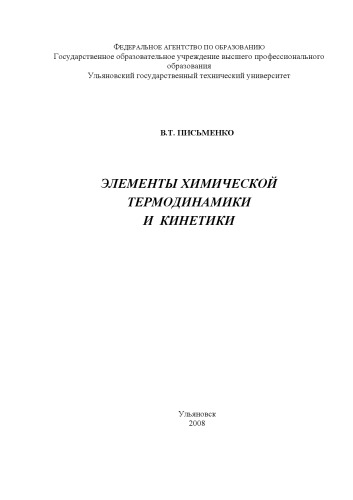 ФЕДЕРАЛЬНОЕ АГЕНТСТВО ПО ОБРАЗОВАНИЮ
Государственное образовательное учреждение высшего профессионального
образования
Ульяновский государственный технический университет
В.Т. ПИСЬМЕНКО
ЭЛЕМЕНТЫ ХИМИЧЕСКОЙ
ТЕРМОДИНАМИКИ
И КИНЕТИКИ
Ульяновск
2008